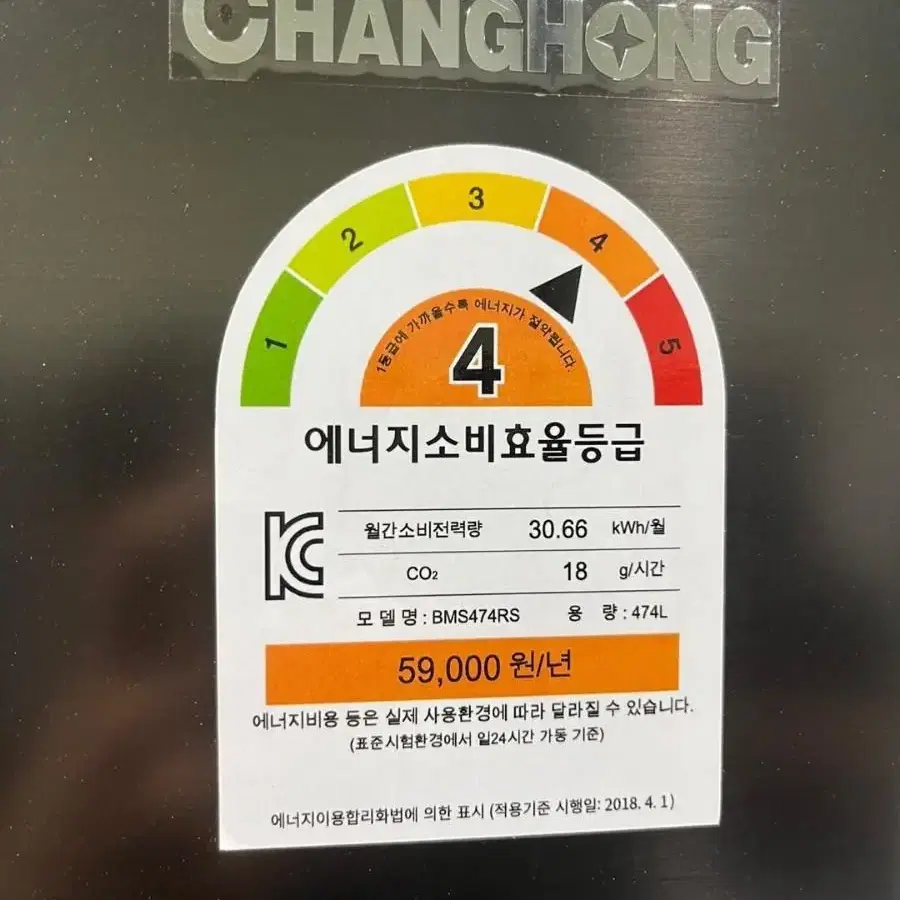 CHANGHONG
1 2 3 4 5
1등급에 가까울수록 에너지가 절약됩니다.
4
에너지소비효율등급
월간소비전력량 30.66 kWh/월
CO₂ 18 g/시간
모 델 명 : BMS474RS 용 량 : 474L
59,000 원/년
에너지비용 등은 실제 사용환경에 따라 달라질 수 있습니다.
(표준시험환경에서 일24시간 가동 기준)
에너지이용합리화법에 의한 표시 (적용기준 시행일: 2018. 4. 1)